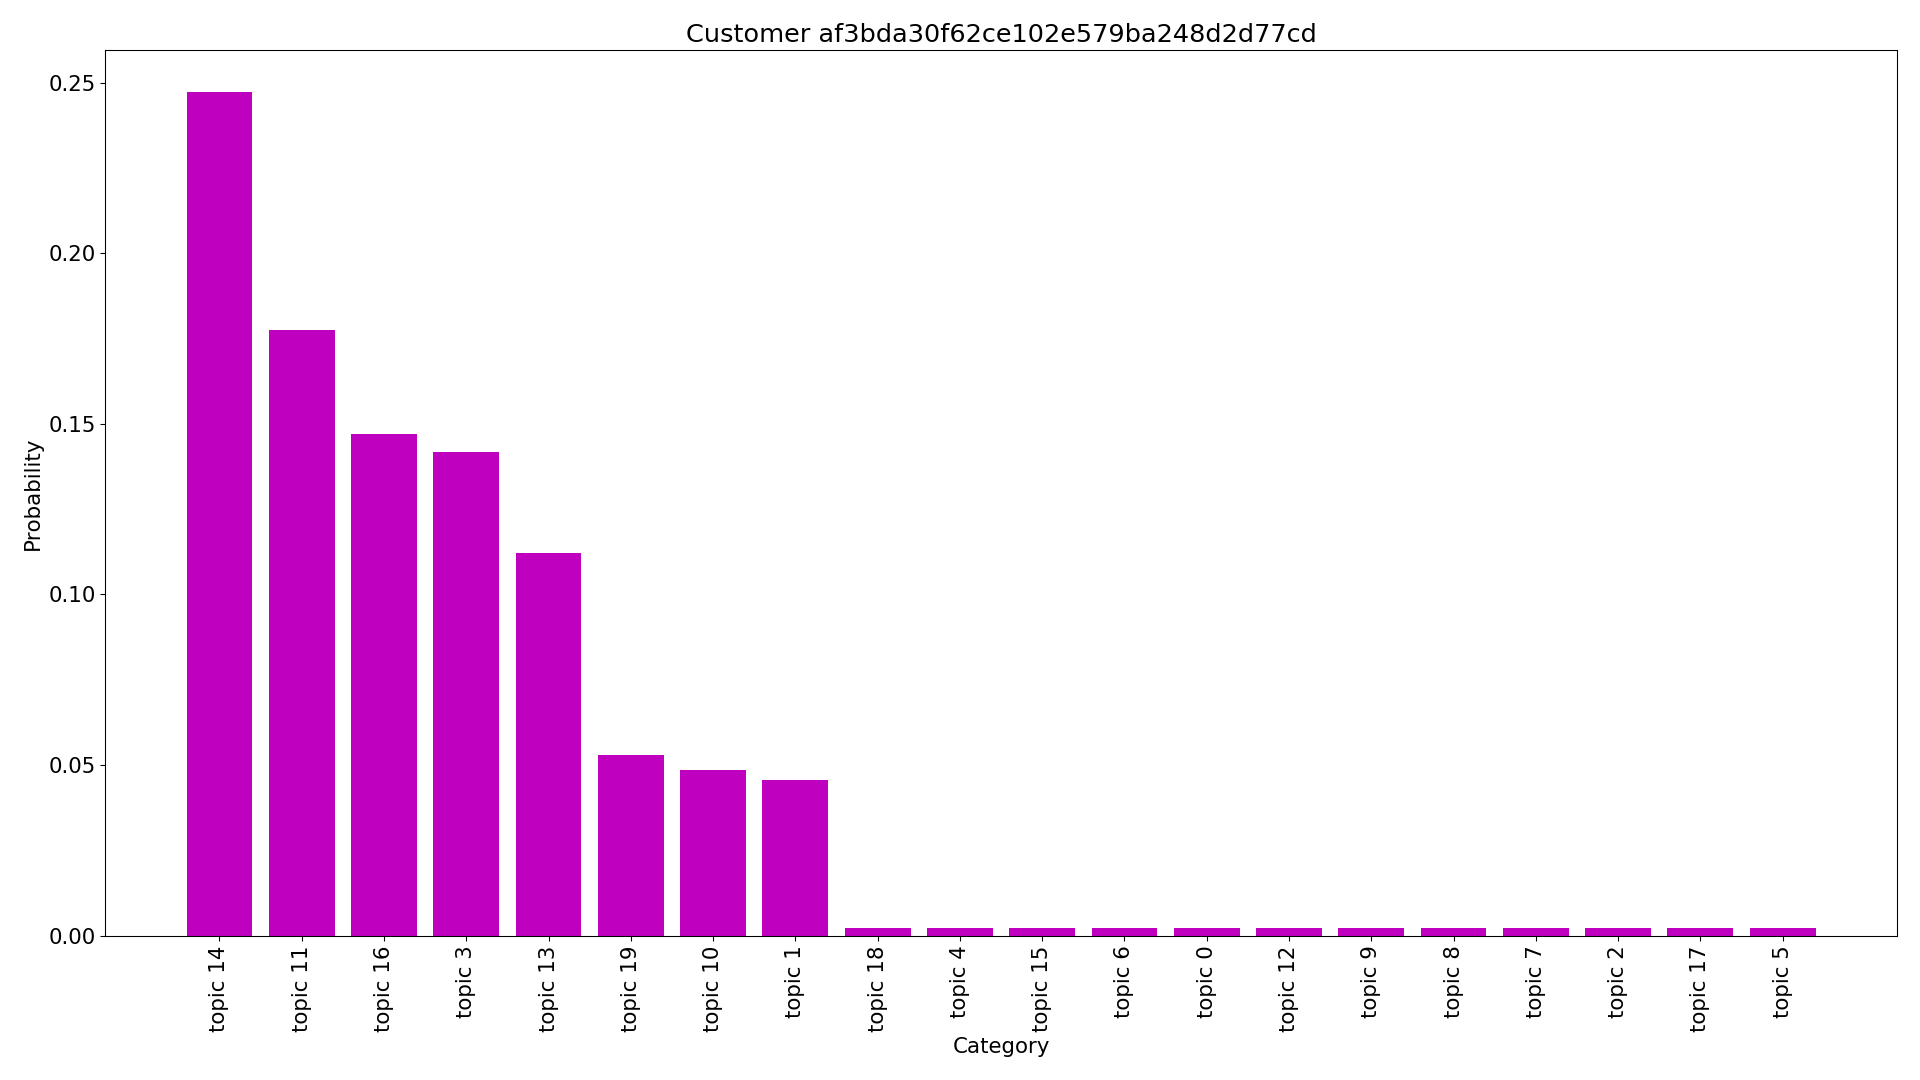 Customer af3bda30f62ce102e579ba248d2d77cd
Probability
0.25
0.20
0.15
0.10
0.05
0.00
topic 14
topic 11
topic 16
topic 3
topic 13
topic 19
topic 10
topic 1
topic 18
topic 4
topic 15
topic 6
topic 0
topic 12
topic 9
topic 8
topic 7
topic 2
topic 17
topic 5
Category